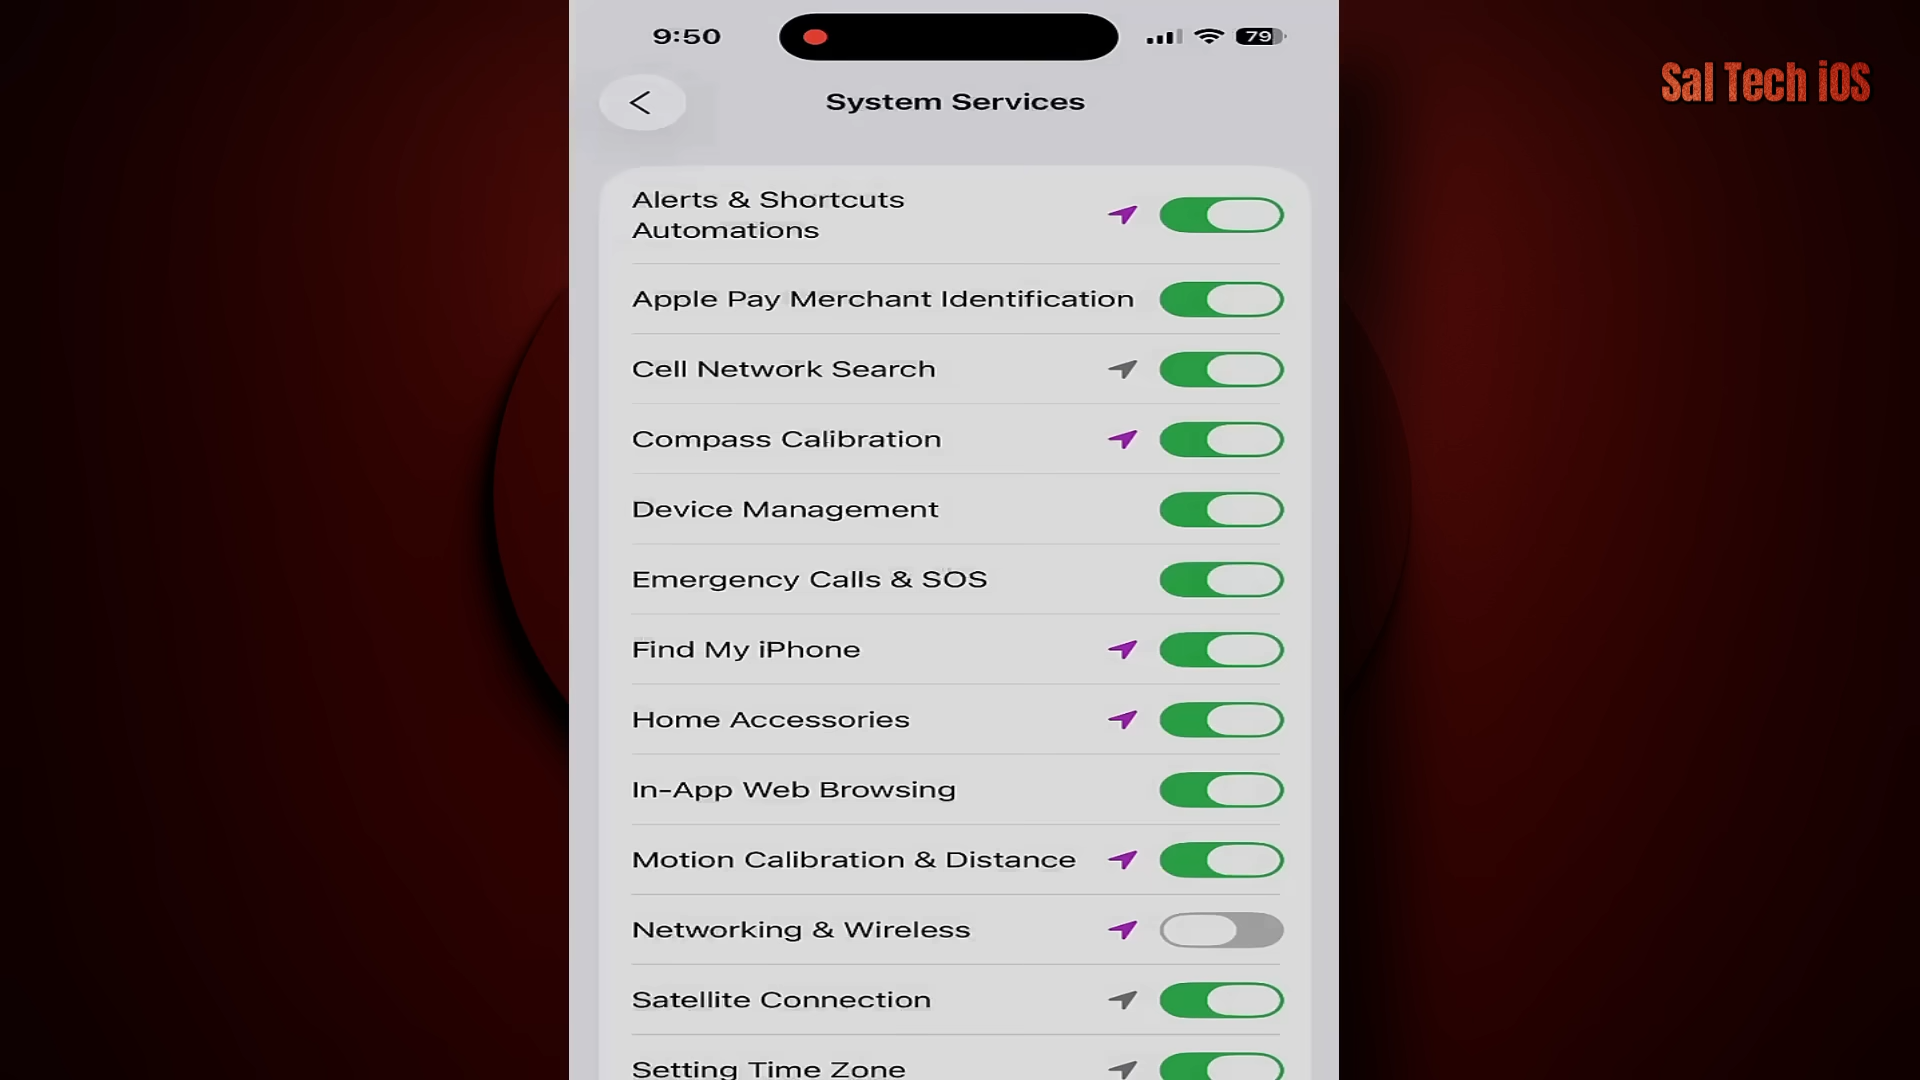 9:50
79
Sal Tech iOS
System Services
Alerts & Shortcuts
Automations
Apple Pay Merchant Identification
Cell Network Search
Compass Calibration
Device Management
Emergency Calls & SOS
Find My iPhone
Home Accessories
In-App Web Browsing
Motion Calibration & Distance
Networking & Wireless
Satellite Connection
Setting Time Zone